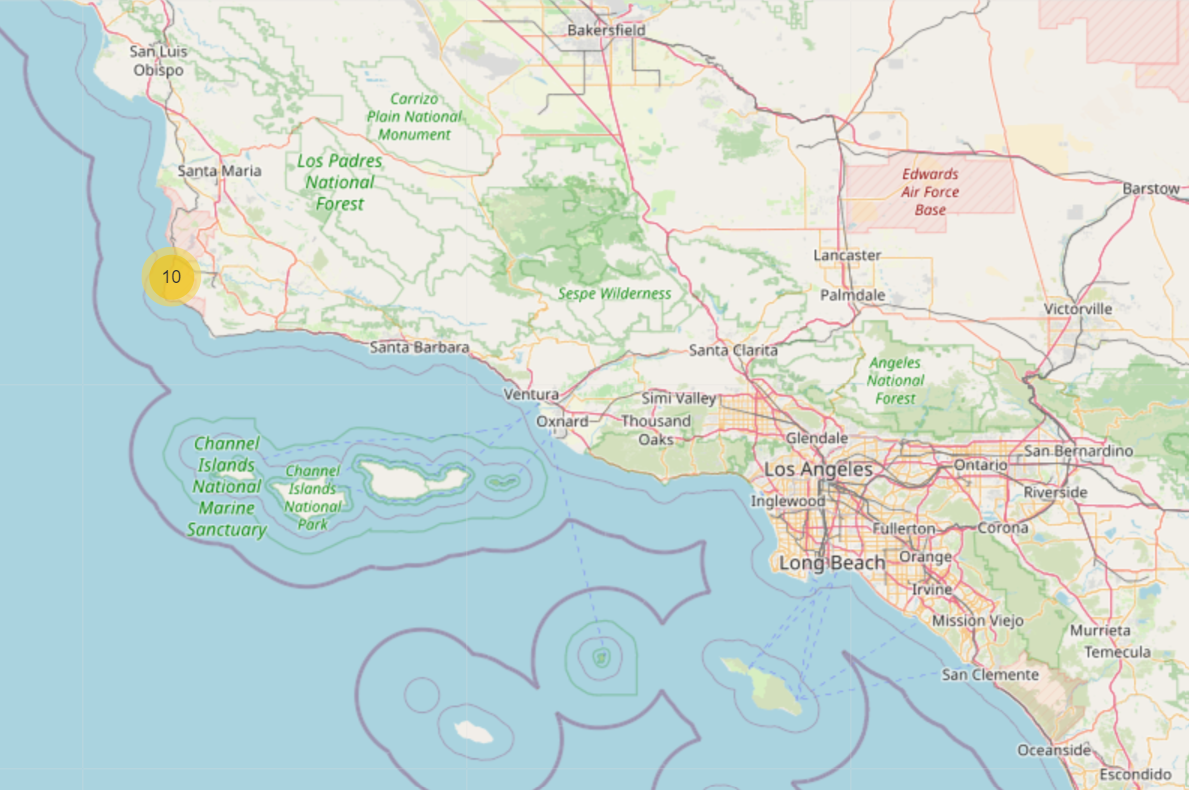 Bakersfield
San Luis
Obispo
Carrizo
Plain National
Monument
Los Padres
National
Forest
Santa Maria
Edwards
Air Force
Base
Barstow
Lancaster
10
Sespe Wilderness
Palmdale
Victorville
Santa Barbara
Santa Clarita
Angeles
National
Forest
Ventura
Simi Valley
Oxnard
Thousand
Oaks
Glendale
Channel
Islands
National
Marine
Sanctuary
Channel
Islands
National
Park
Los Angeles
Ontario
San Bernardino
Inglewood
Riverside
Fullerton
Corona
Long Beach
Orange
Irvine
Mission Viejo
Murrieta
Temecula
San Clemente
Oceanside
Escondido